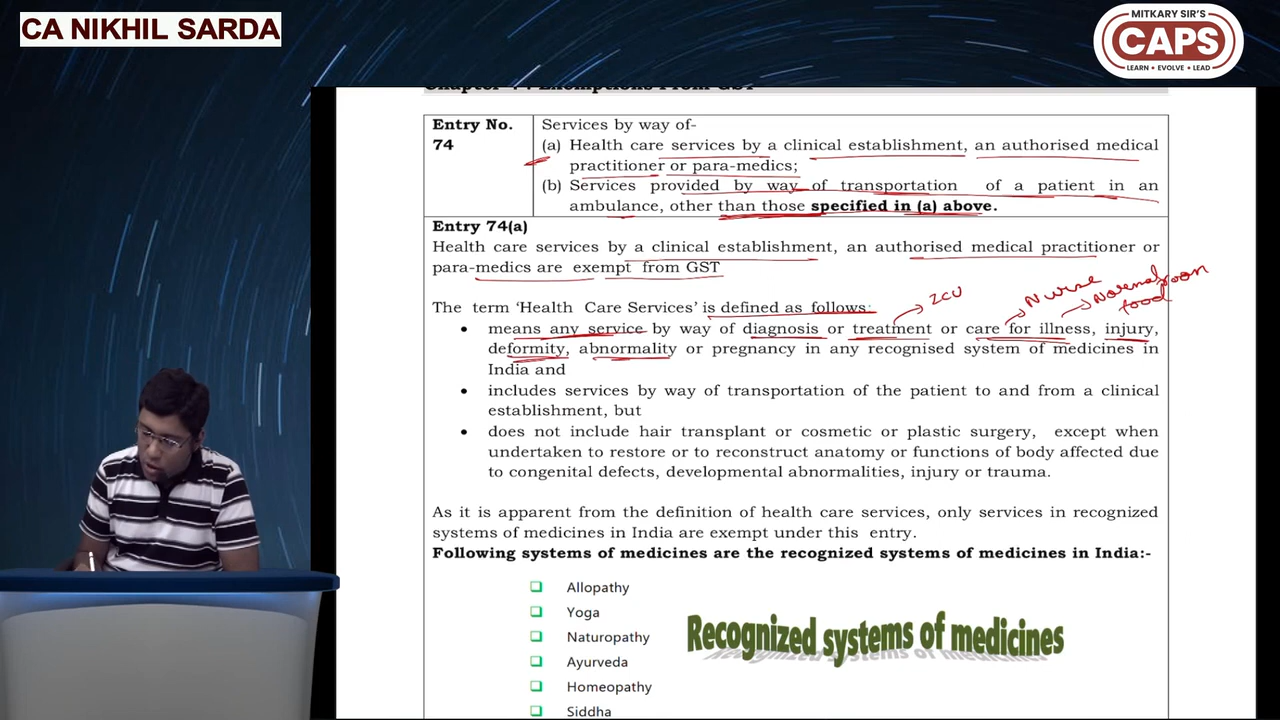 CA NIKHIL SARDA
MITKARY SIR'S
CAPS
LEARN • EVOLVE • LEAD
Entry No. 74
Services by way of-
(a) Health care services by a clinical establishment, an authorised medical
practitioner or para-medics;
(b) Services provided by way of transportation of a patient in an
ambulance, other than those specified in (a) above.
Entry 74(a)
Health care services by a clinical establishment, an authorised medical practitioner or
para-medics are exempt from GST
ICU
Nurse
Normal room
food
The term 'Health Care Services' is defined as follows:
• means any service by way of diagnosis or treatment or care for illness, injury,
deformity, abnormality or pregnancy in any recognised system of medicines in
India and
• includes services by way of transportation of the patient to and from a clinical
establishment, but
• does not include hair transplant or cosmetic or plastic surgery, except when
undertaken to restore or to reconstruct anatomy or functions of body affected due
to congenital defects, developmental abnormalities, injury or trauma.
As it is apparent from the definition of health care services, only services in recognized
systems of medicines in India are exempt under this entry.
Following systems of medicines are the recognized systems of medicines in India:-
Allopathy
Yoga
Naturopathy
Ayurveda
Homeopathy
Siddha
Recognized systems of medicines